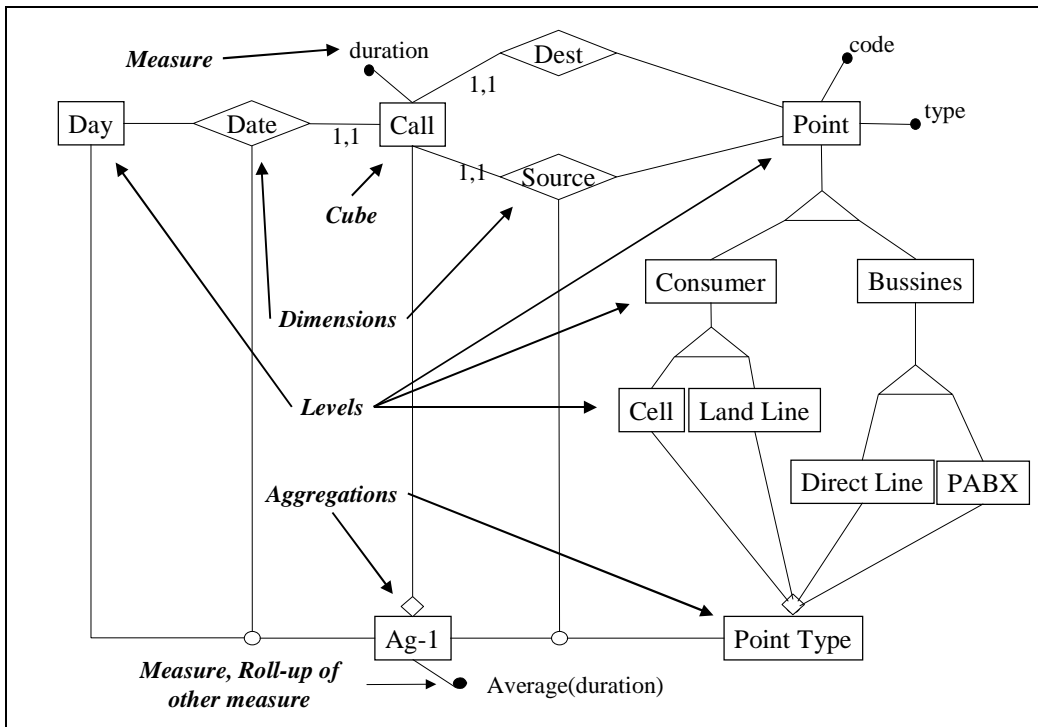 Measure
duration
Dest
code
1,1
Day
Date
1,1
Call
Point
type
1,1
Source
Cube
Consumer
Bussines
Dimensions
Levels
Cell
Land Line
Direct Line
PABX
Aggregations
Ag-1
Point Type
Measure, Roll-up of
other measure
Average(duration)